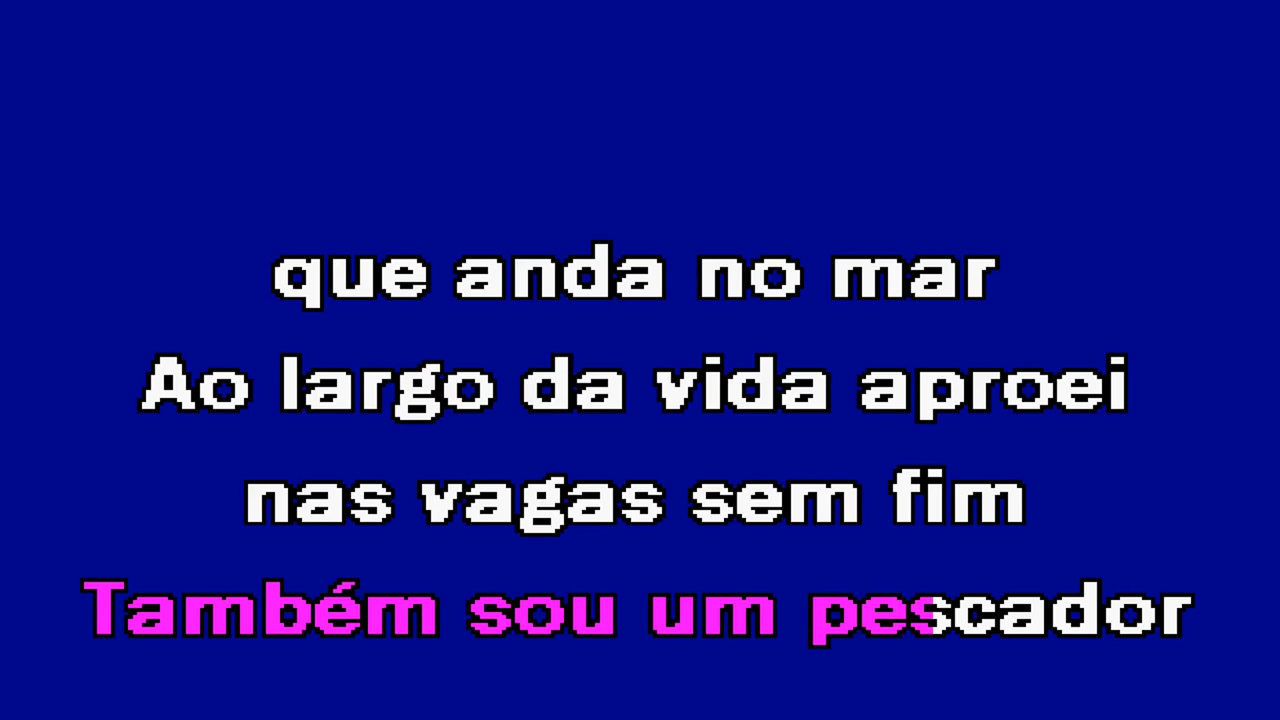 que anda no mar
Ao largo da vida aproei
nas vagas sem fim
Também sou um pescador